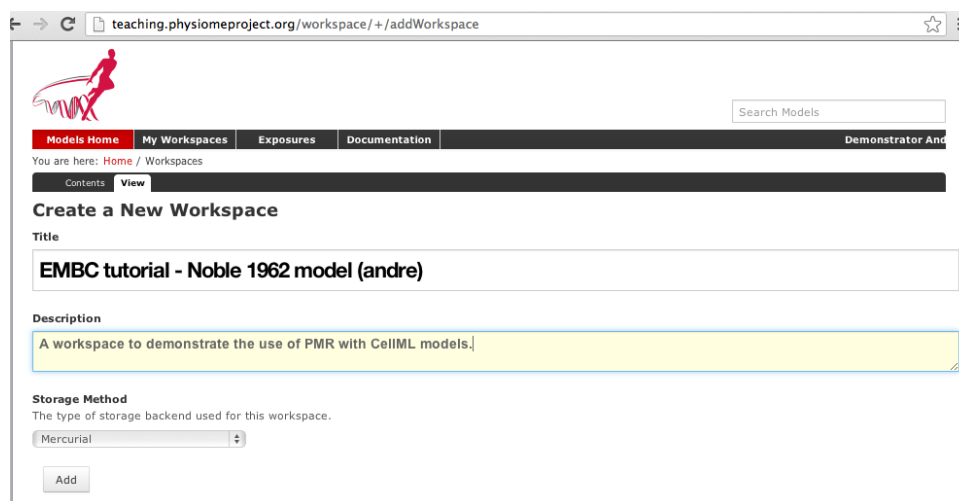 teaching.physiomeproject.org/workspace/+/addWorkspace
Search Models
Models Home My Workspaces Exposures Documentation Demonstrator And
You are here: Home / Workspaces
Contents View
Create a New Workspace
Title
EMBC tutorial - Noble 1962 model (andre)
Description
A workspace to demonstrate the use of PMR with CellML models.
Storage Method
The type of storage backend used for this workspace.
Mercurial
Add